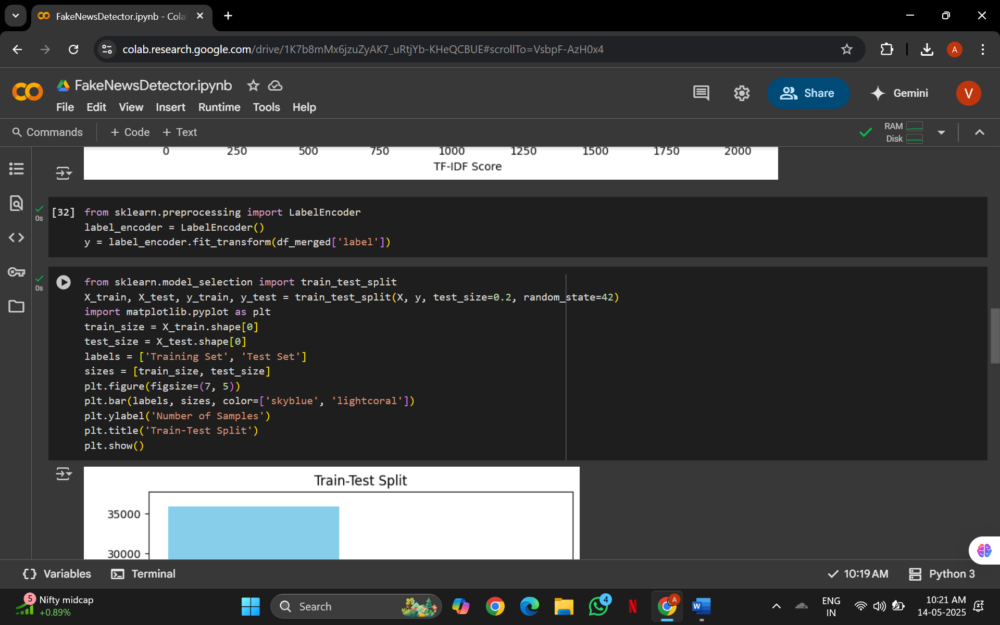 FakeNewsDetector.ipynb - Cola
colab.research.google.com/drive/1K7b8mMx6jzuZyAK7_uRtjYb-KHeQCBUE#scrollTo=VsbpF-AzH0x4
A
FakeNewsDetector.ipynb
Share
Gemini
V
File Edit View Insert Runtime Tools Help
Commands + Code + Text
RAM
Disk
0 250 500 750 1000 1250 1500 1750 2000
TF-IDF Score
0s
[32] from sklearn.preprocessing import LabelEncoder
label_encoder = LabelEncoder()
y = label_encoder.fit_transform(df_merged['label'])
0s
from sklearn.model_selection import train_test_split
X_train, X_test, y_train, y_test = train_test_split(X, y, test_size=0.2, random_state=42)
import matplotlib.pyplot as plt
train_size = X_train.shape[0]
test_size = X_test.shape[0]
labels = ['Training Set', 'Test Set']
sizes = [train_size, test_size]
plt.figure(figsize=(7, 5))
plt.bar(labels, sizes, color=['skyblue', 'lightcoral'])
plt.ylabel('Number of Samples')
plt.title('Train-Test Split')
plt.show()
Train-Test Split
35000
30000
Variables Terminal
10:19 AM Python 3
5 Nifty midcap
+0.89%
Search
4
A
W
ENG
IN
10:21 AM
14-05-2025